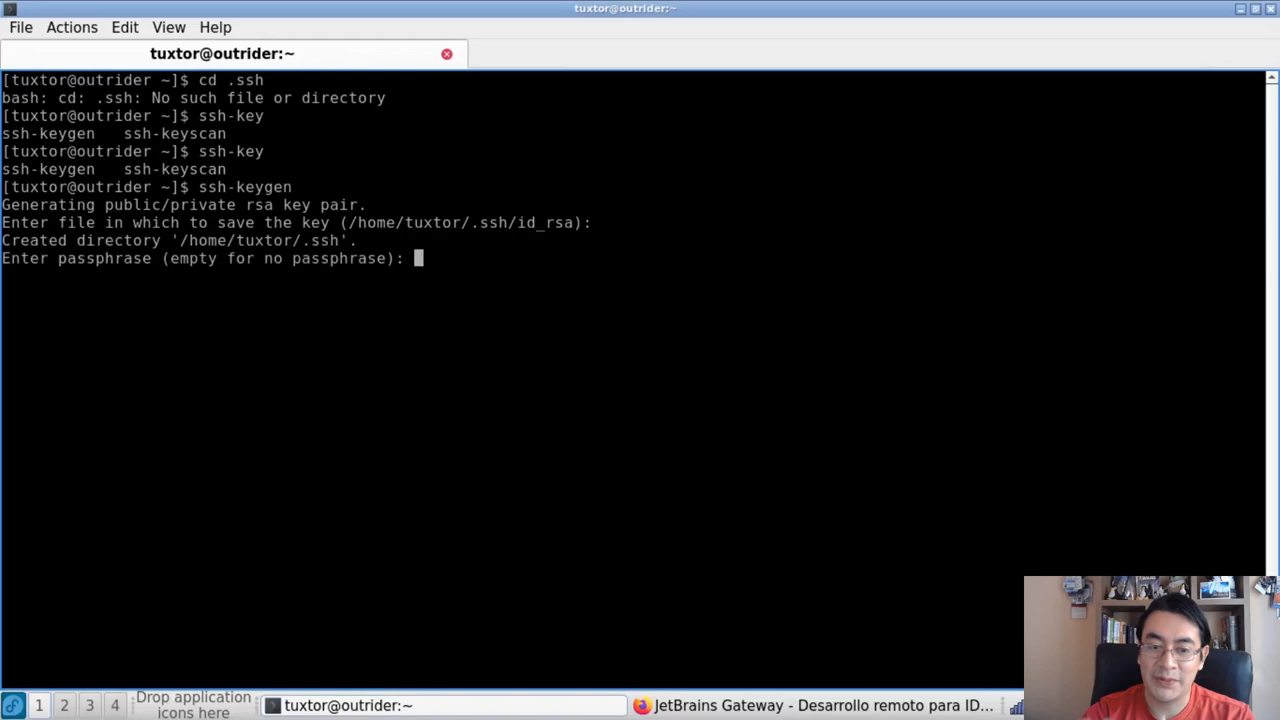 tuxtor@outrider:~
File Actions Edit View Help
tuxtor@outrider:~
[tuxtor@outrider ~]$ cd .ssh
bash: cd: .ssh: No such file or directory
[tuxtor@outrider ~]$ ssh-key
ssh-keygen   ssh-keyscan
[tuxtor@outrider ~]$ ssh-key
ssh-keygen   ssh-keyscan
[tuxtor@outrider ~]$ ssh-keygen
Generating public/private rsa key pair.
Enter file in which to save the key (/home/tuxtor/.ssh/id_rsa):
Created directory '/home/tuxtor/.ssh'.
Enter passphrase (empty for no passphrase):
1 2 3 4 Drop application icons here tuxtor@outrider:~ JetBrains Gateway - Desarrollo remoto para ID...